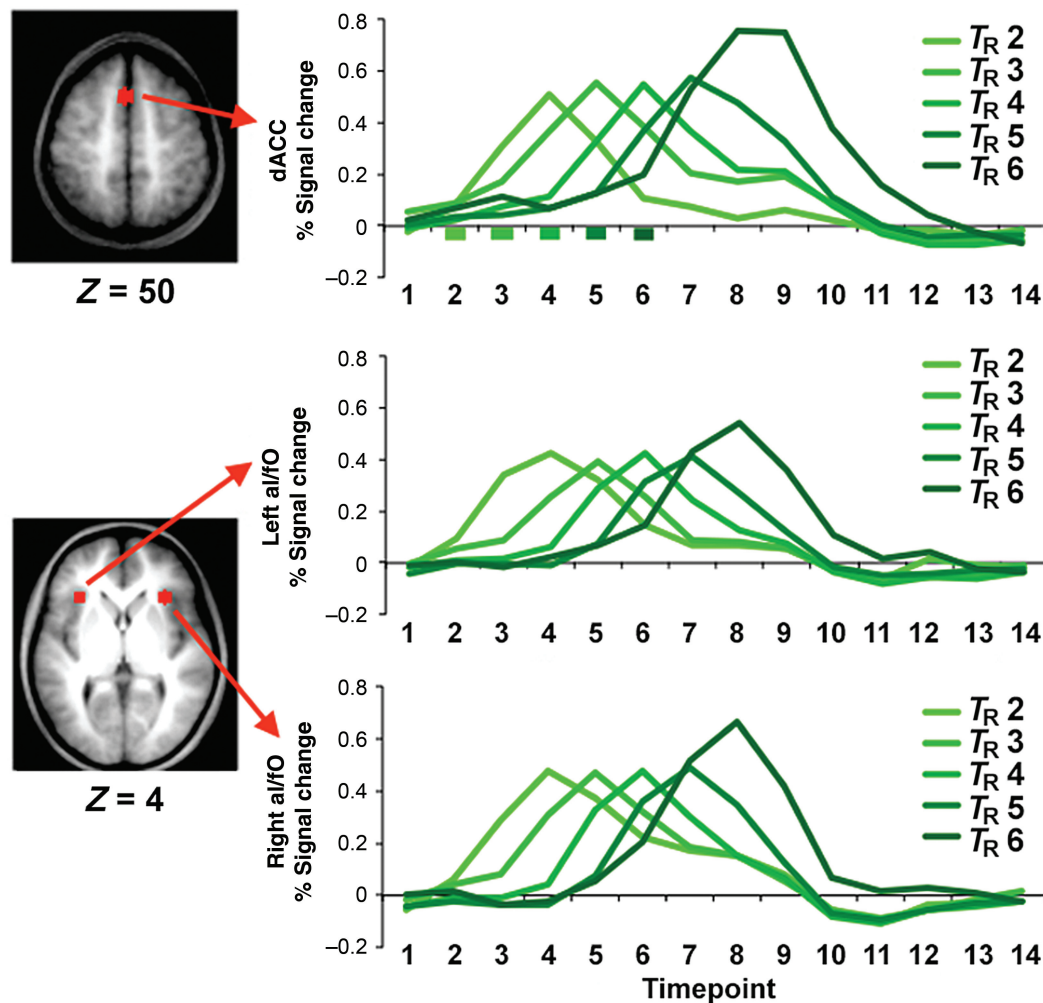 Z = 50
dACC
% Signal change
0.8
0.6
0.4
0.2
0
–0.2
1 2 3 4 5 6 7 8 9 10 11 12 13 14
TR 2
TR 3
TR 4
TR 5
TR 6
Z = 4
Left aI/fO
% Signal change
0.8
0.6
0.4
0.2
0
–0.2
1 2 3 4 5 6 7 8 9 10 11 12 13 14
TR 2
TR 3
TR 4
TR 5
TR 6
Right aI/fO
% Signal change
0.8
0.6
0.4
0.2
0
–0.2
1 2 3 4 5 6 7 8 9 10 11 12 13 14
TR 2
TR 3
TR 4
TR 5
TR 6
Timepoint